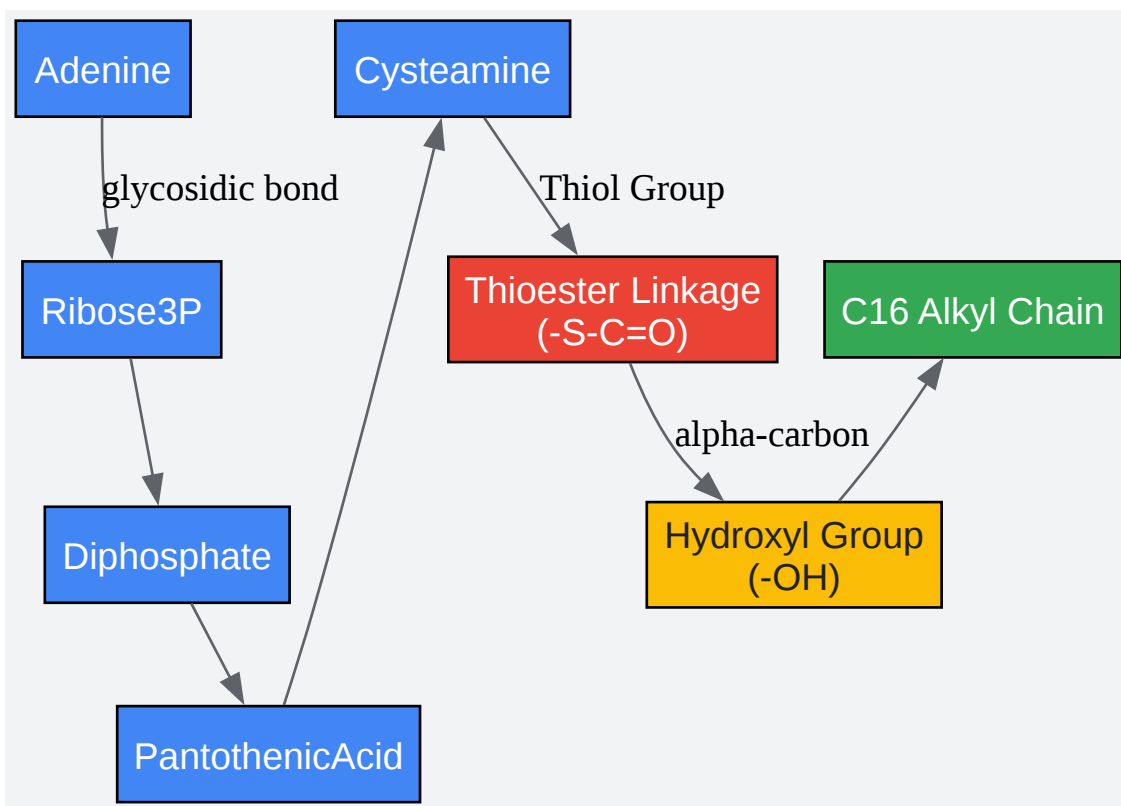 Adenine
Cysteamine
glycosidic bond
Thiol Group
Ribose3P
Thioester Linkage
(-S-C=O)
C16 Alkyl Chain
alpha-carbon
Diphosphate
Hydroxyl Group
(-OH)
PantothenicAcid